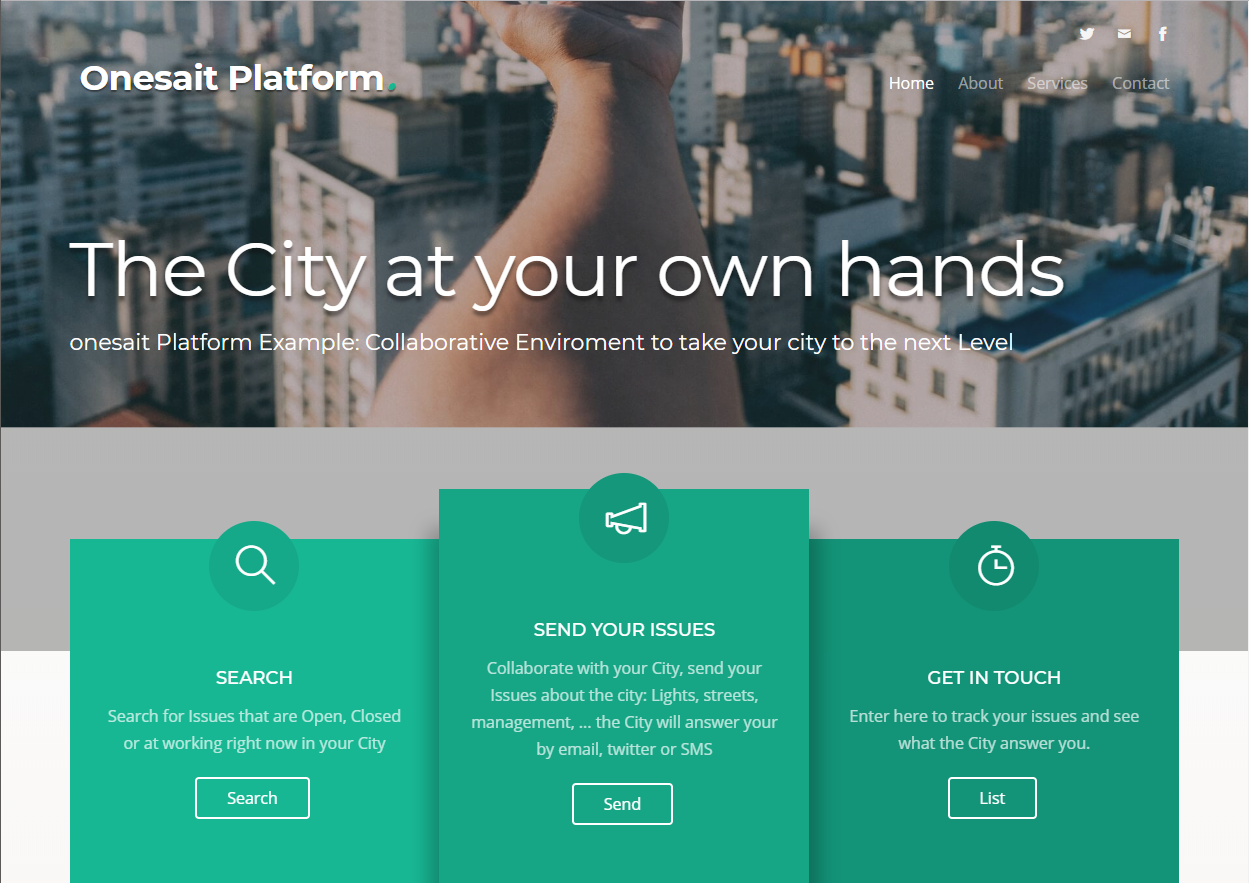 Onesait Platform.
Home About Services Contact
The City at your own hands
onesait Platform Example: Collaborative Enviroment to take your city to the next Level
SEARCH
Search for Issues that are Open, Closed
or at working right now in your City
Search
SEND YOUR ISSUES
Collaborate with your City, send your
Issues about the city: Lights, streets,
management, ... the City will answer your
by email, twitter or SMS
Send
GET IN TOUCH
Enter here to track your issues and see
what the City answer you.
List